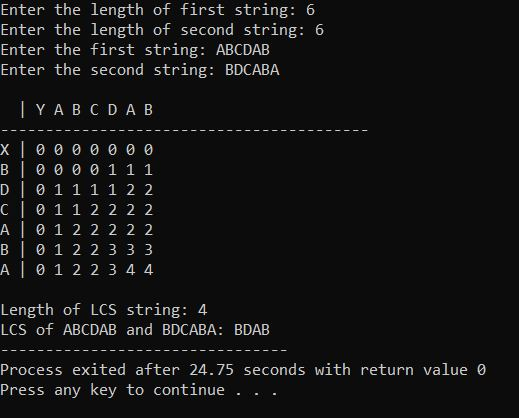 Enter the length of first string: 6
Enter the length of second string: 6
Enter the first string: ABCDAB
Enter the second string: BDCABA
  | Y A B C D A B
-----------------------------------------
X | 0 0 0 0 0 0 0
B | 0 0 0 0 1 1 1
D | 0 1 1 1 1 2 2
C | 0 1 1 2 2 2 2
A | 0 1 2 2 2 2 2
B | 0 1 2 2 3 3 3
A | 0 1 2 2 3 4 4
Length of LCS string: 4
LCS of ABCDAB and BDCABA: BDAB
--------------------------------
Process exited after 24.75 seconds with return value 0
Press any key to continue . . .